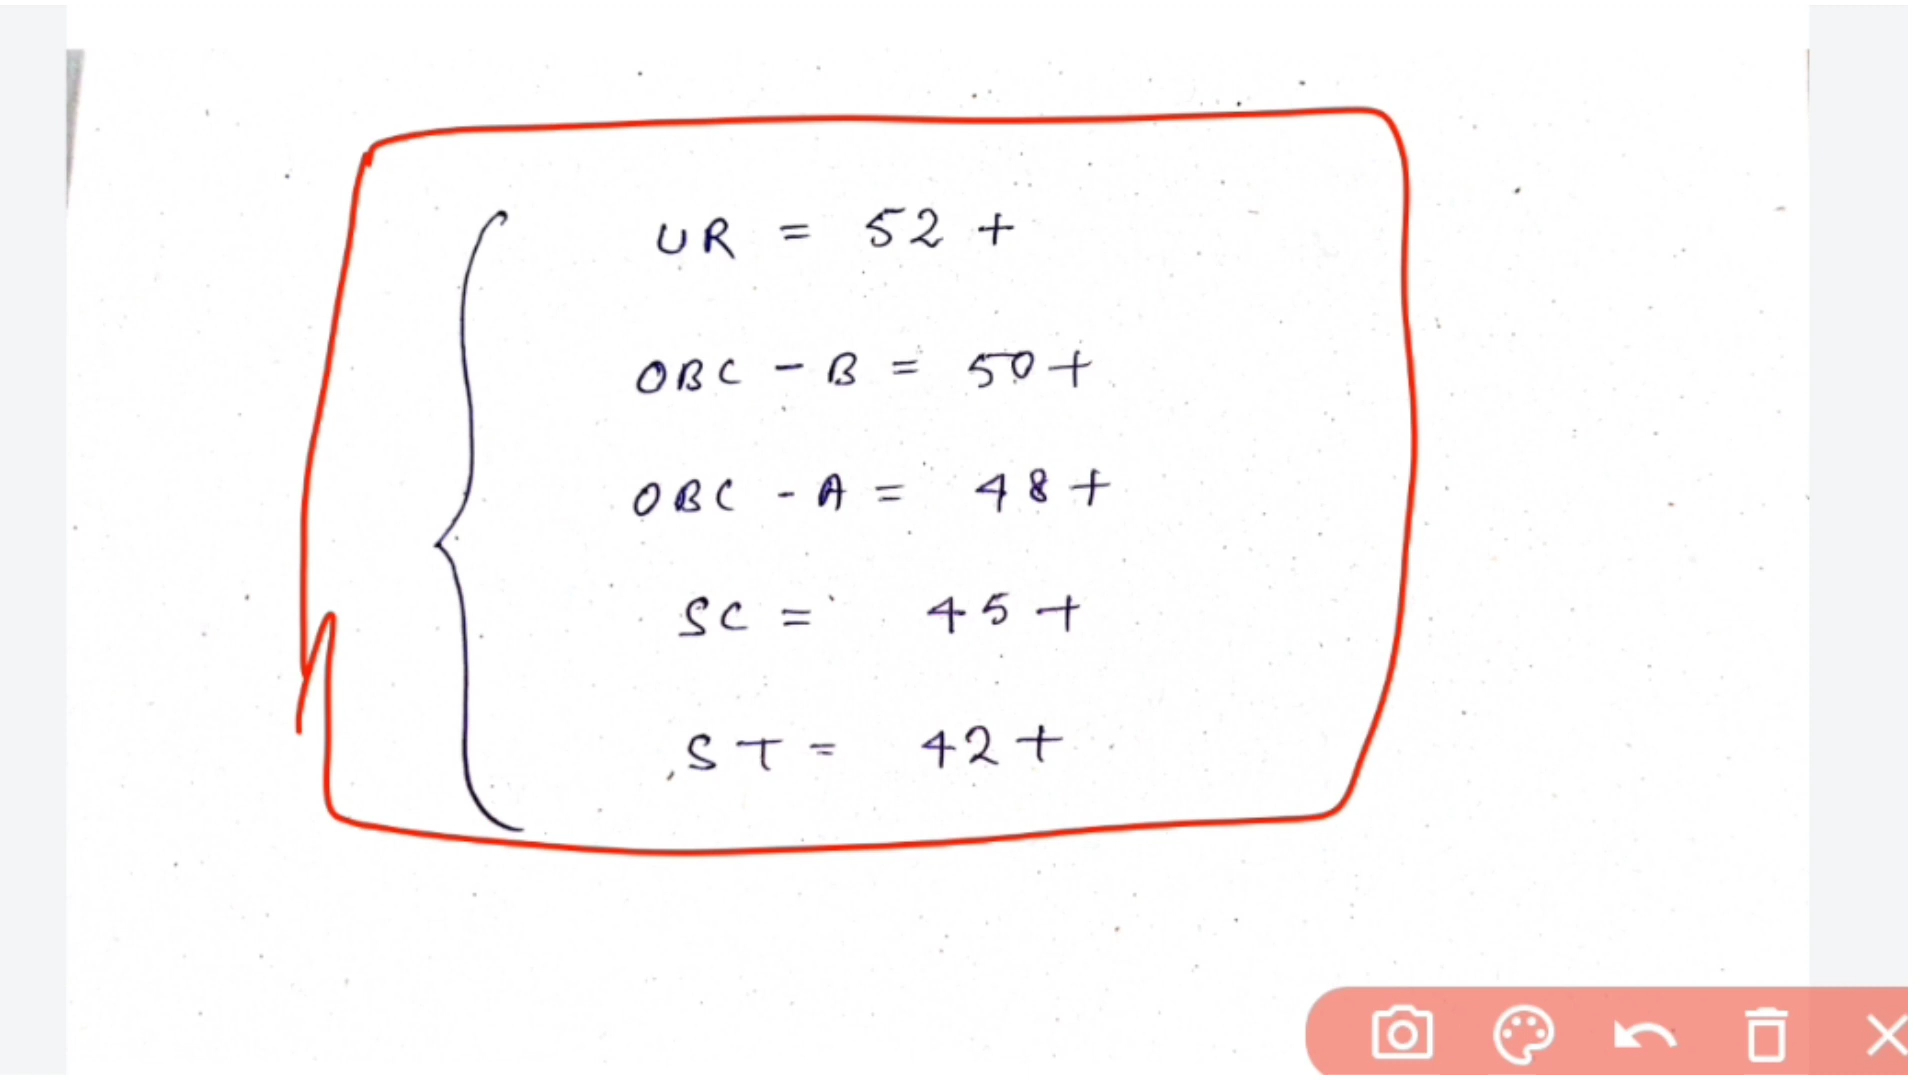 UR = 52 +
OBC - B = 50+
OBC - A = 48+
SC = 45 +
ST = 42 +